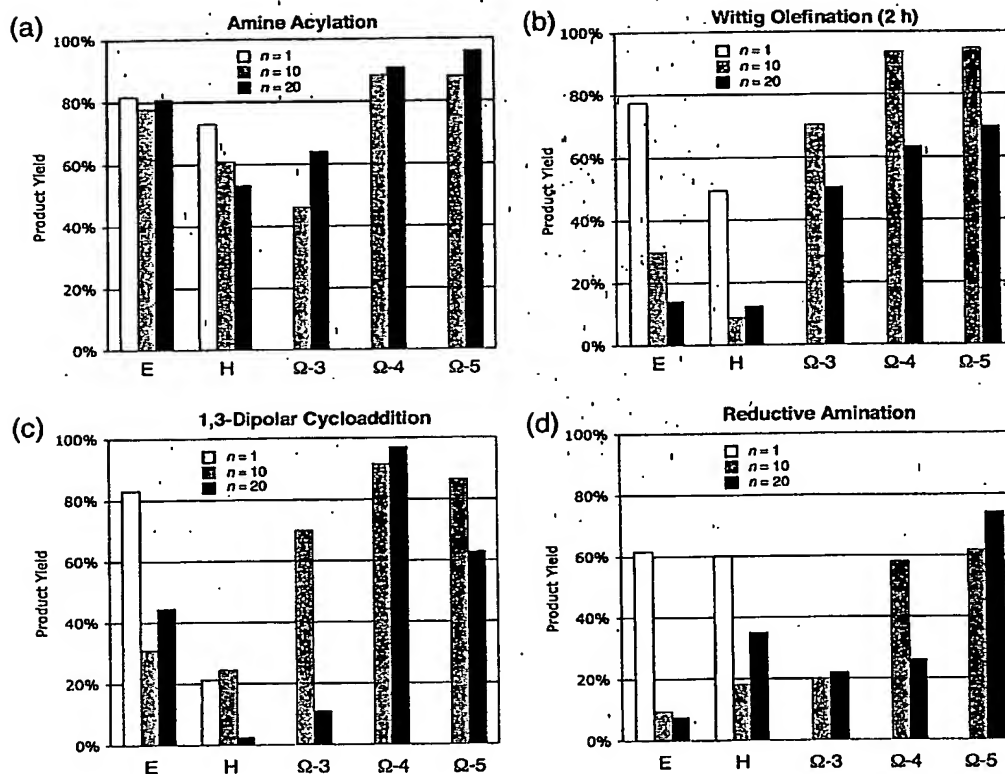 (a)
Amine Acylation
n = 1
n = 10
n = 20
Product Yield
100%
80%
60%
40%
20%
0%
E H Ω-3 Ω-4 Ω-5
(b)
Wittig Olefination (2 h)
n = 1
n = 10
n = 20
Product Yield
100%
80%
60%
40%
20%
0%
E H Ω-3 Ω-4 Ω-5
(c)
1,3-Dipolar Cycloaddition
n = 1
n = 10
n = 20
Product Yield
100%
80%
60%
40%
20%
0%
E H Ω-3 Ω-4 Ω-5
(d)
Reductive Amination
n = 1
n = 10
n = 20
Product Yield
100%
80%
60%
40%
20%
0%
E H Ω-3 Ω-4 Ω-5